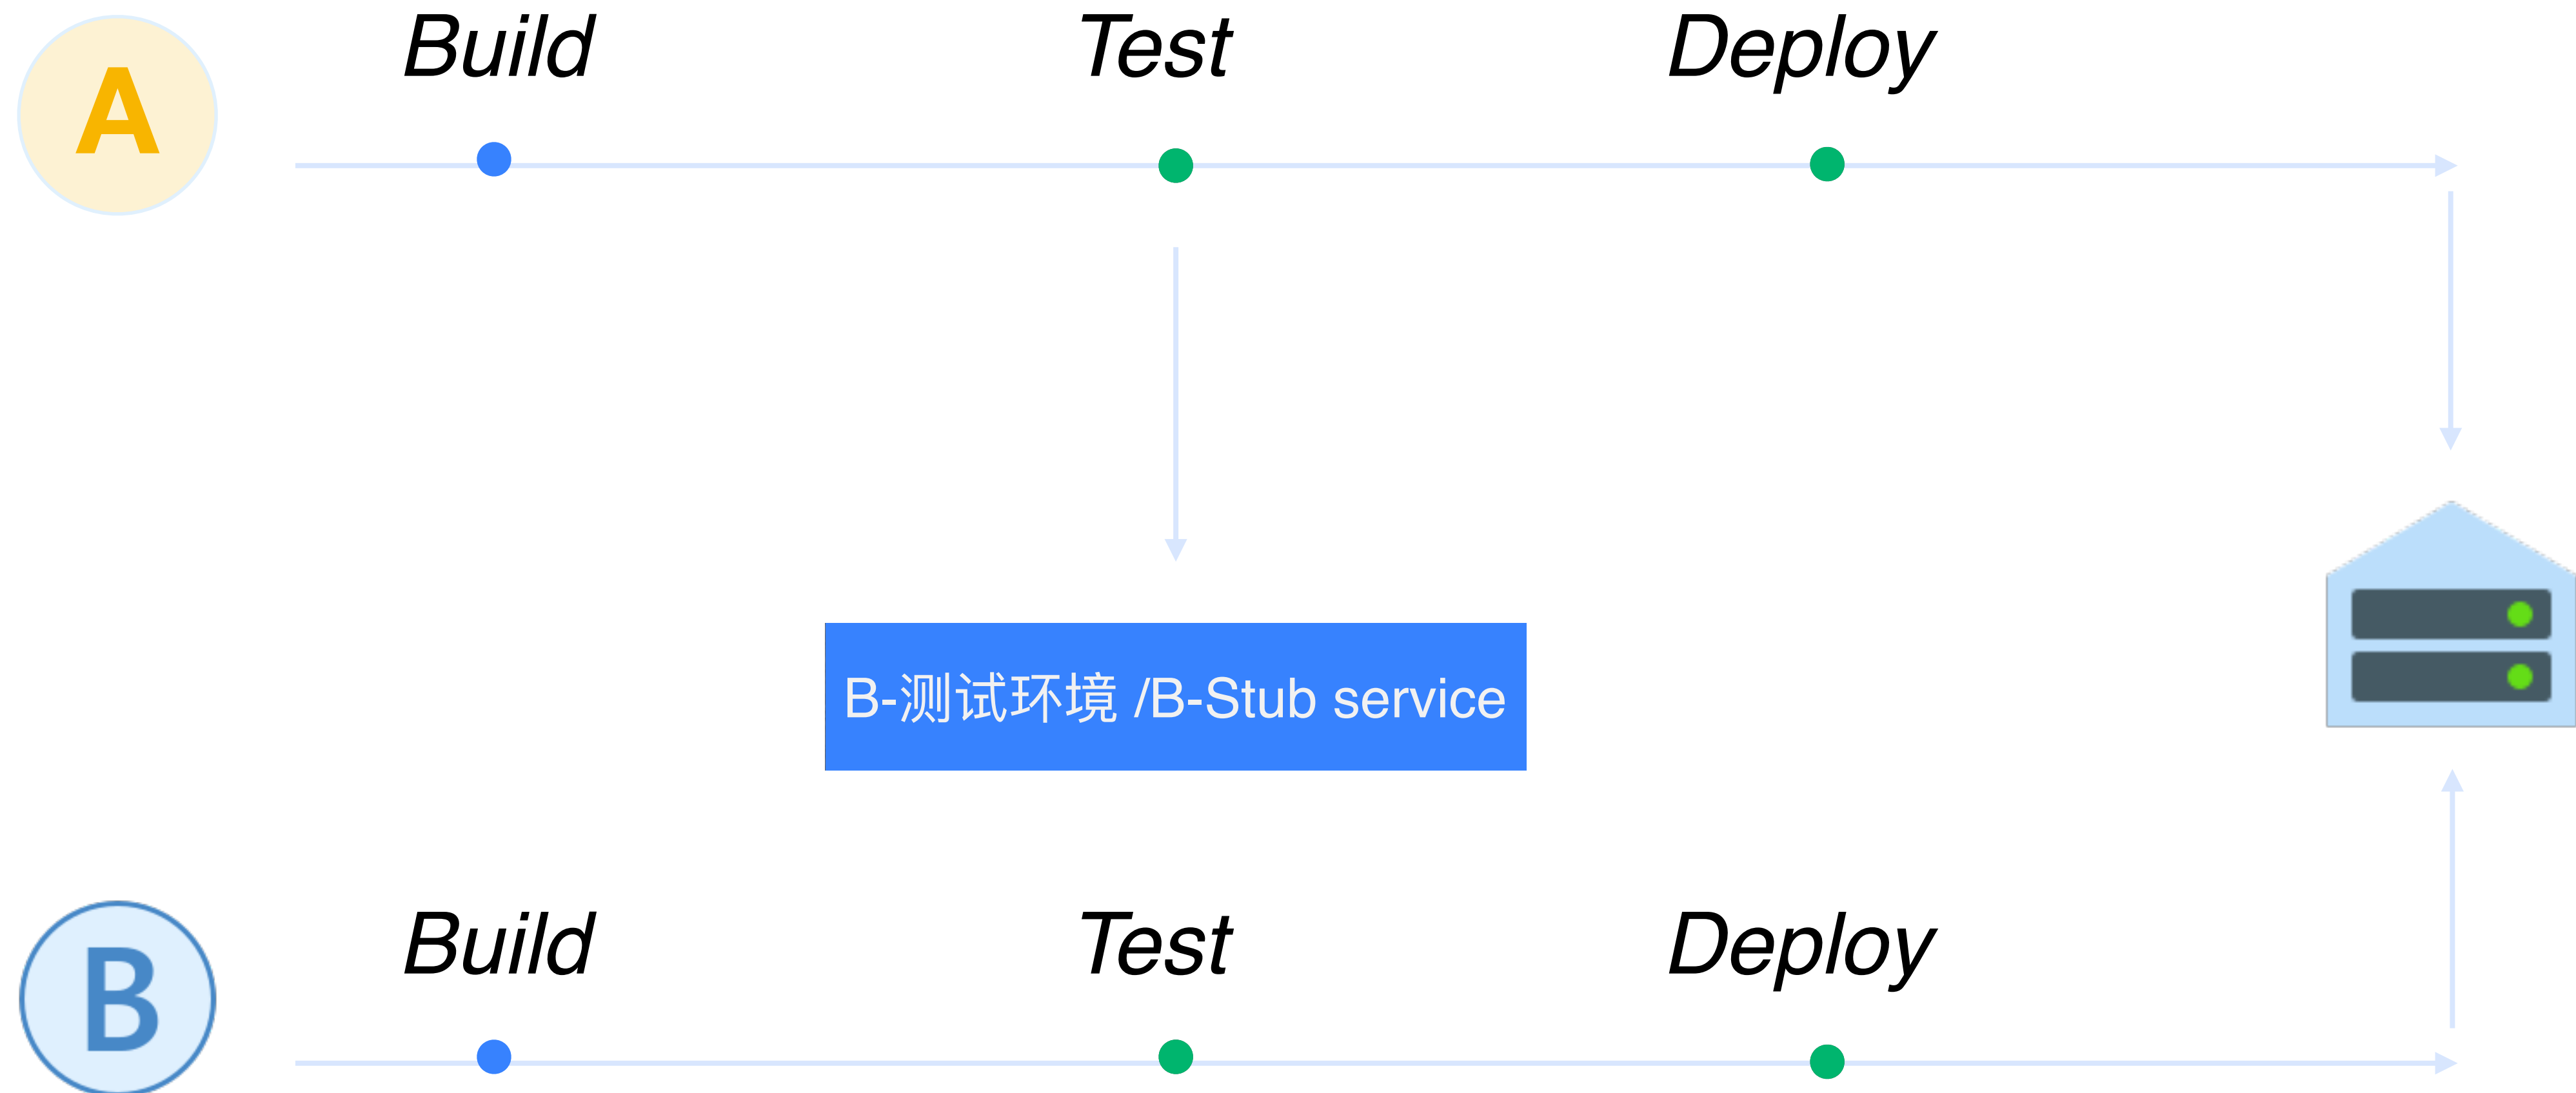 A
Build
Test
Deploy
B-测试环境 /B-Stub service
B
Build
Test
Deploy